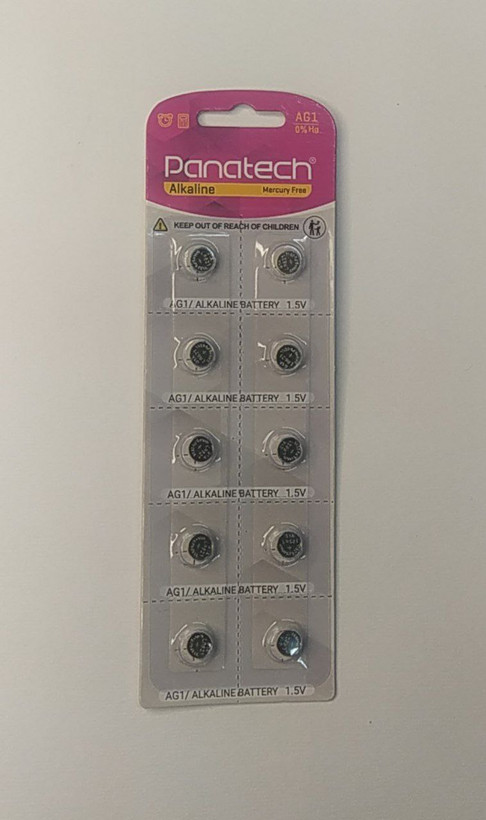 AG1
0% Hg.
Panatech®
Alkaline Mercury Free
KEEP OUT OF REACH OF CHILDREN
AG1/ ALKALINE BATTERY 1.5V
AG1/ ALKALINE BATTERY 1.5V
AG1/ ALKALINE BATTERY 1.5V
AG1/ ALKALINE BATTERY 1.5V
AG1/ ALKALINE BATTERY 1.5V